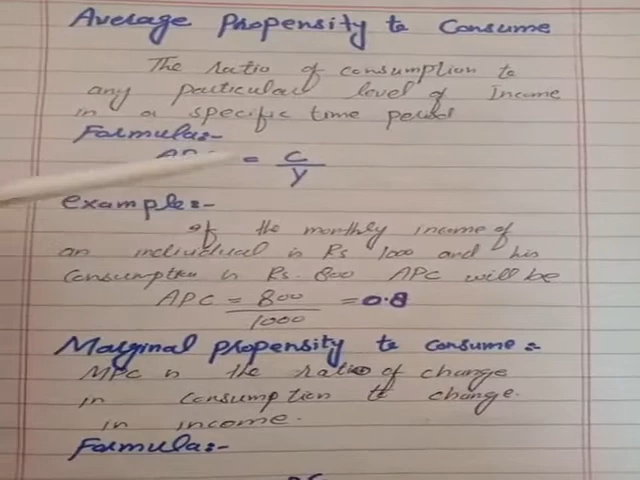 Average Propensity to Consume
The ratio of consumption to
any particular level of Income
in a specific time period
Formula:-
= C
Y
example:-
If the monthly income of
an individual is Rs 1000 and his
Consumption is Rs. 800 APC will be
APC = 800 = 0.8
1000
Marginal propensity to consume:-
MPC is the ratio of change
in consumption to change
in income.
Formula:-